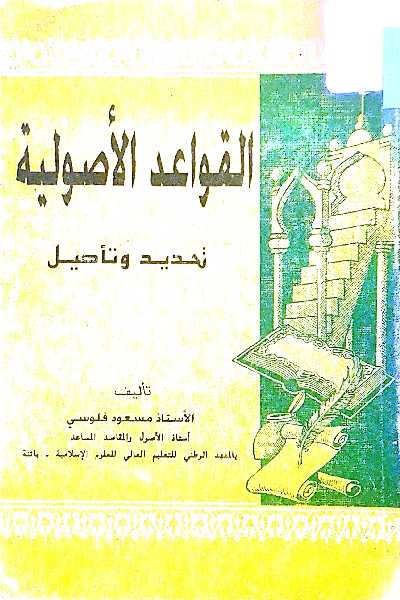 القواعد الأصولية
تحديد وتأصيل
تأليف
الأستاذ مسعود فلوسي
أستاذ الأصول والمقاصد المساعد
بالمعهد الوطني للتعليم العالي للعلوم الإسلامية - باتنة